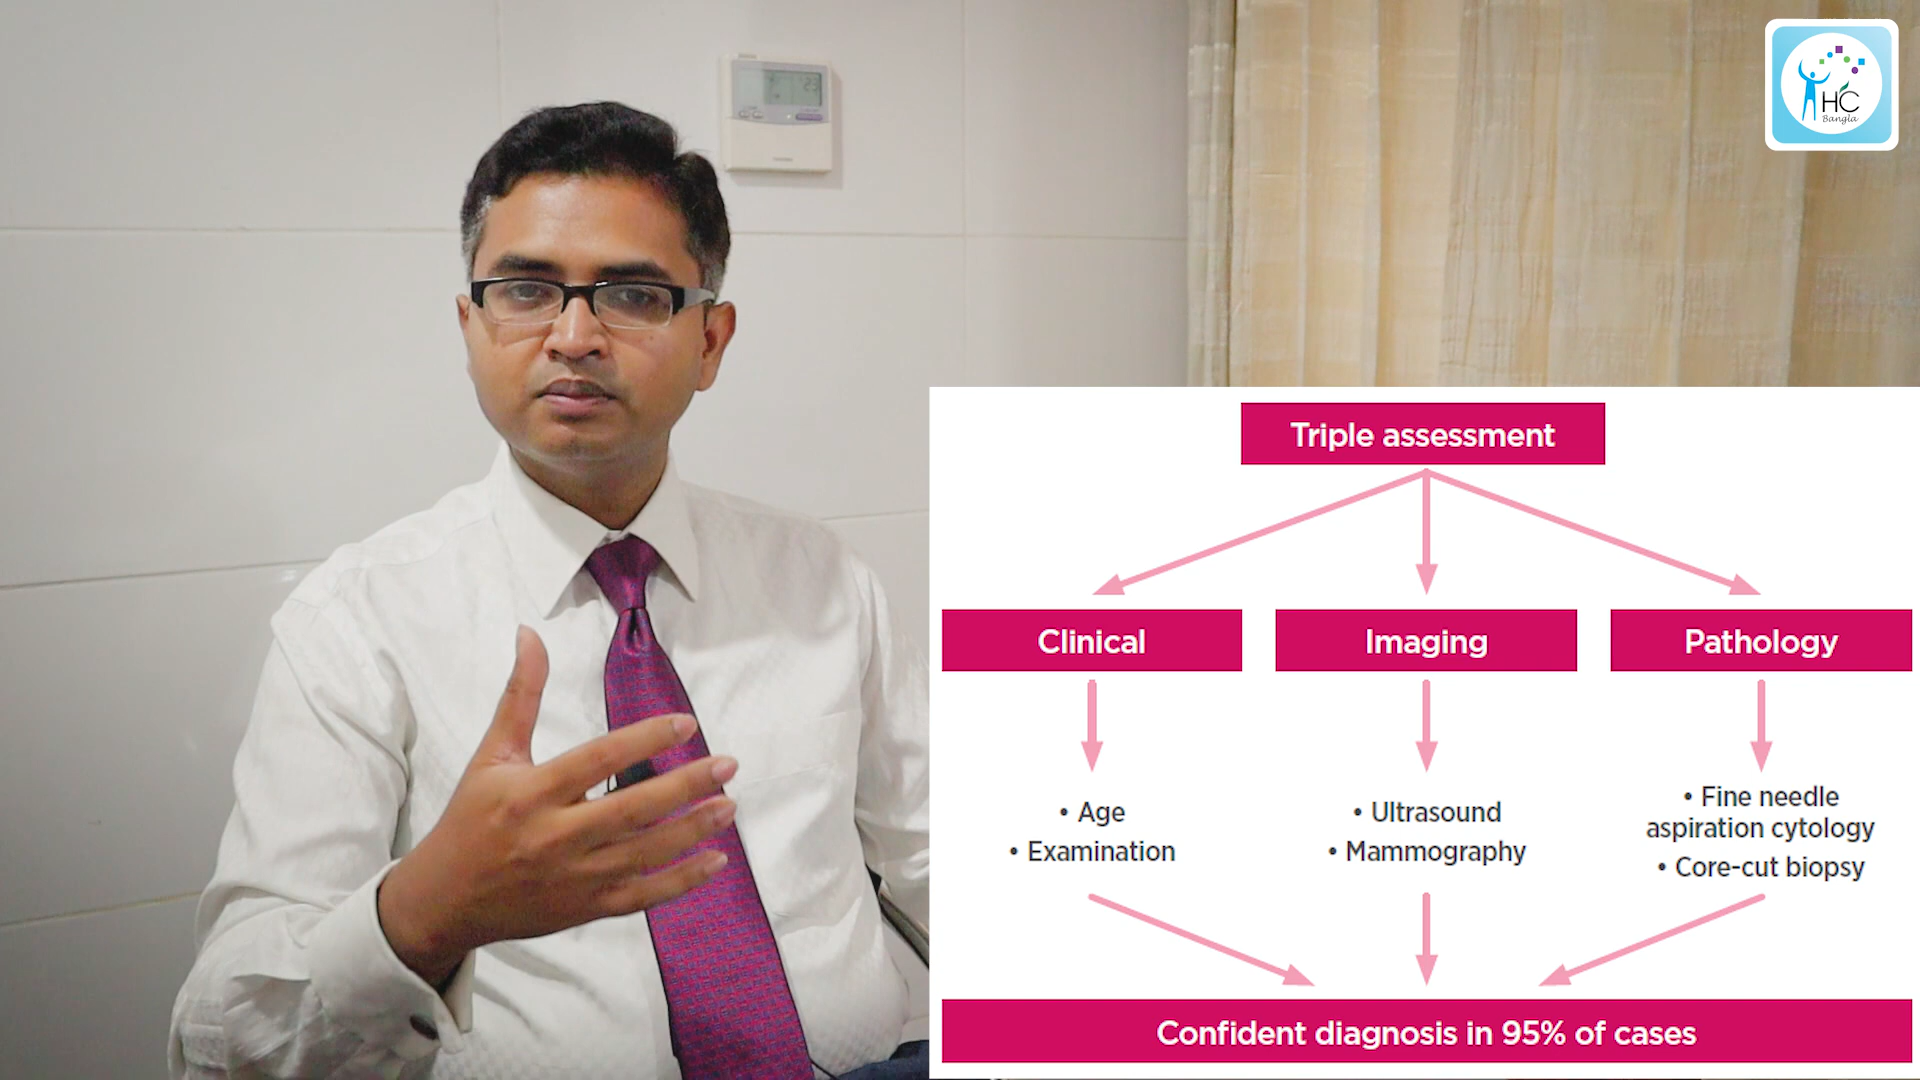 HC
Bangla
23
Triple assessment
Clinical
Imaging
Pathology
• Age
• Examination
• Ultrasound
• Mammography
• Fine needle
aspiration cytology
• Core-cut biopsy
Confident diagnosis in 95% of cases